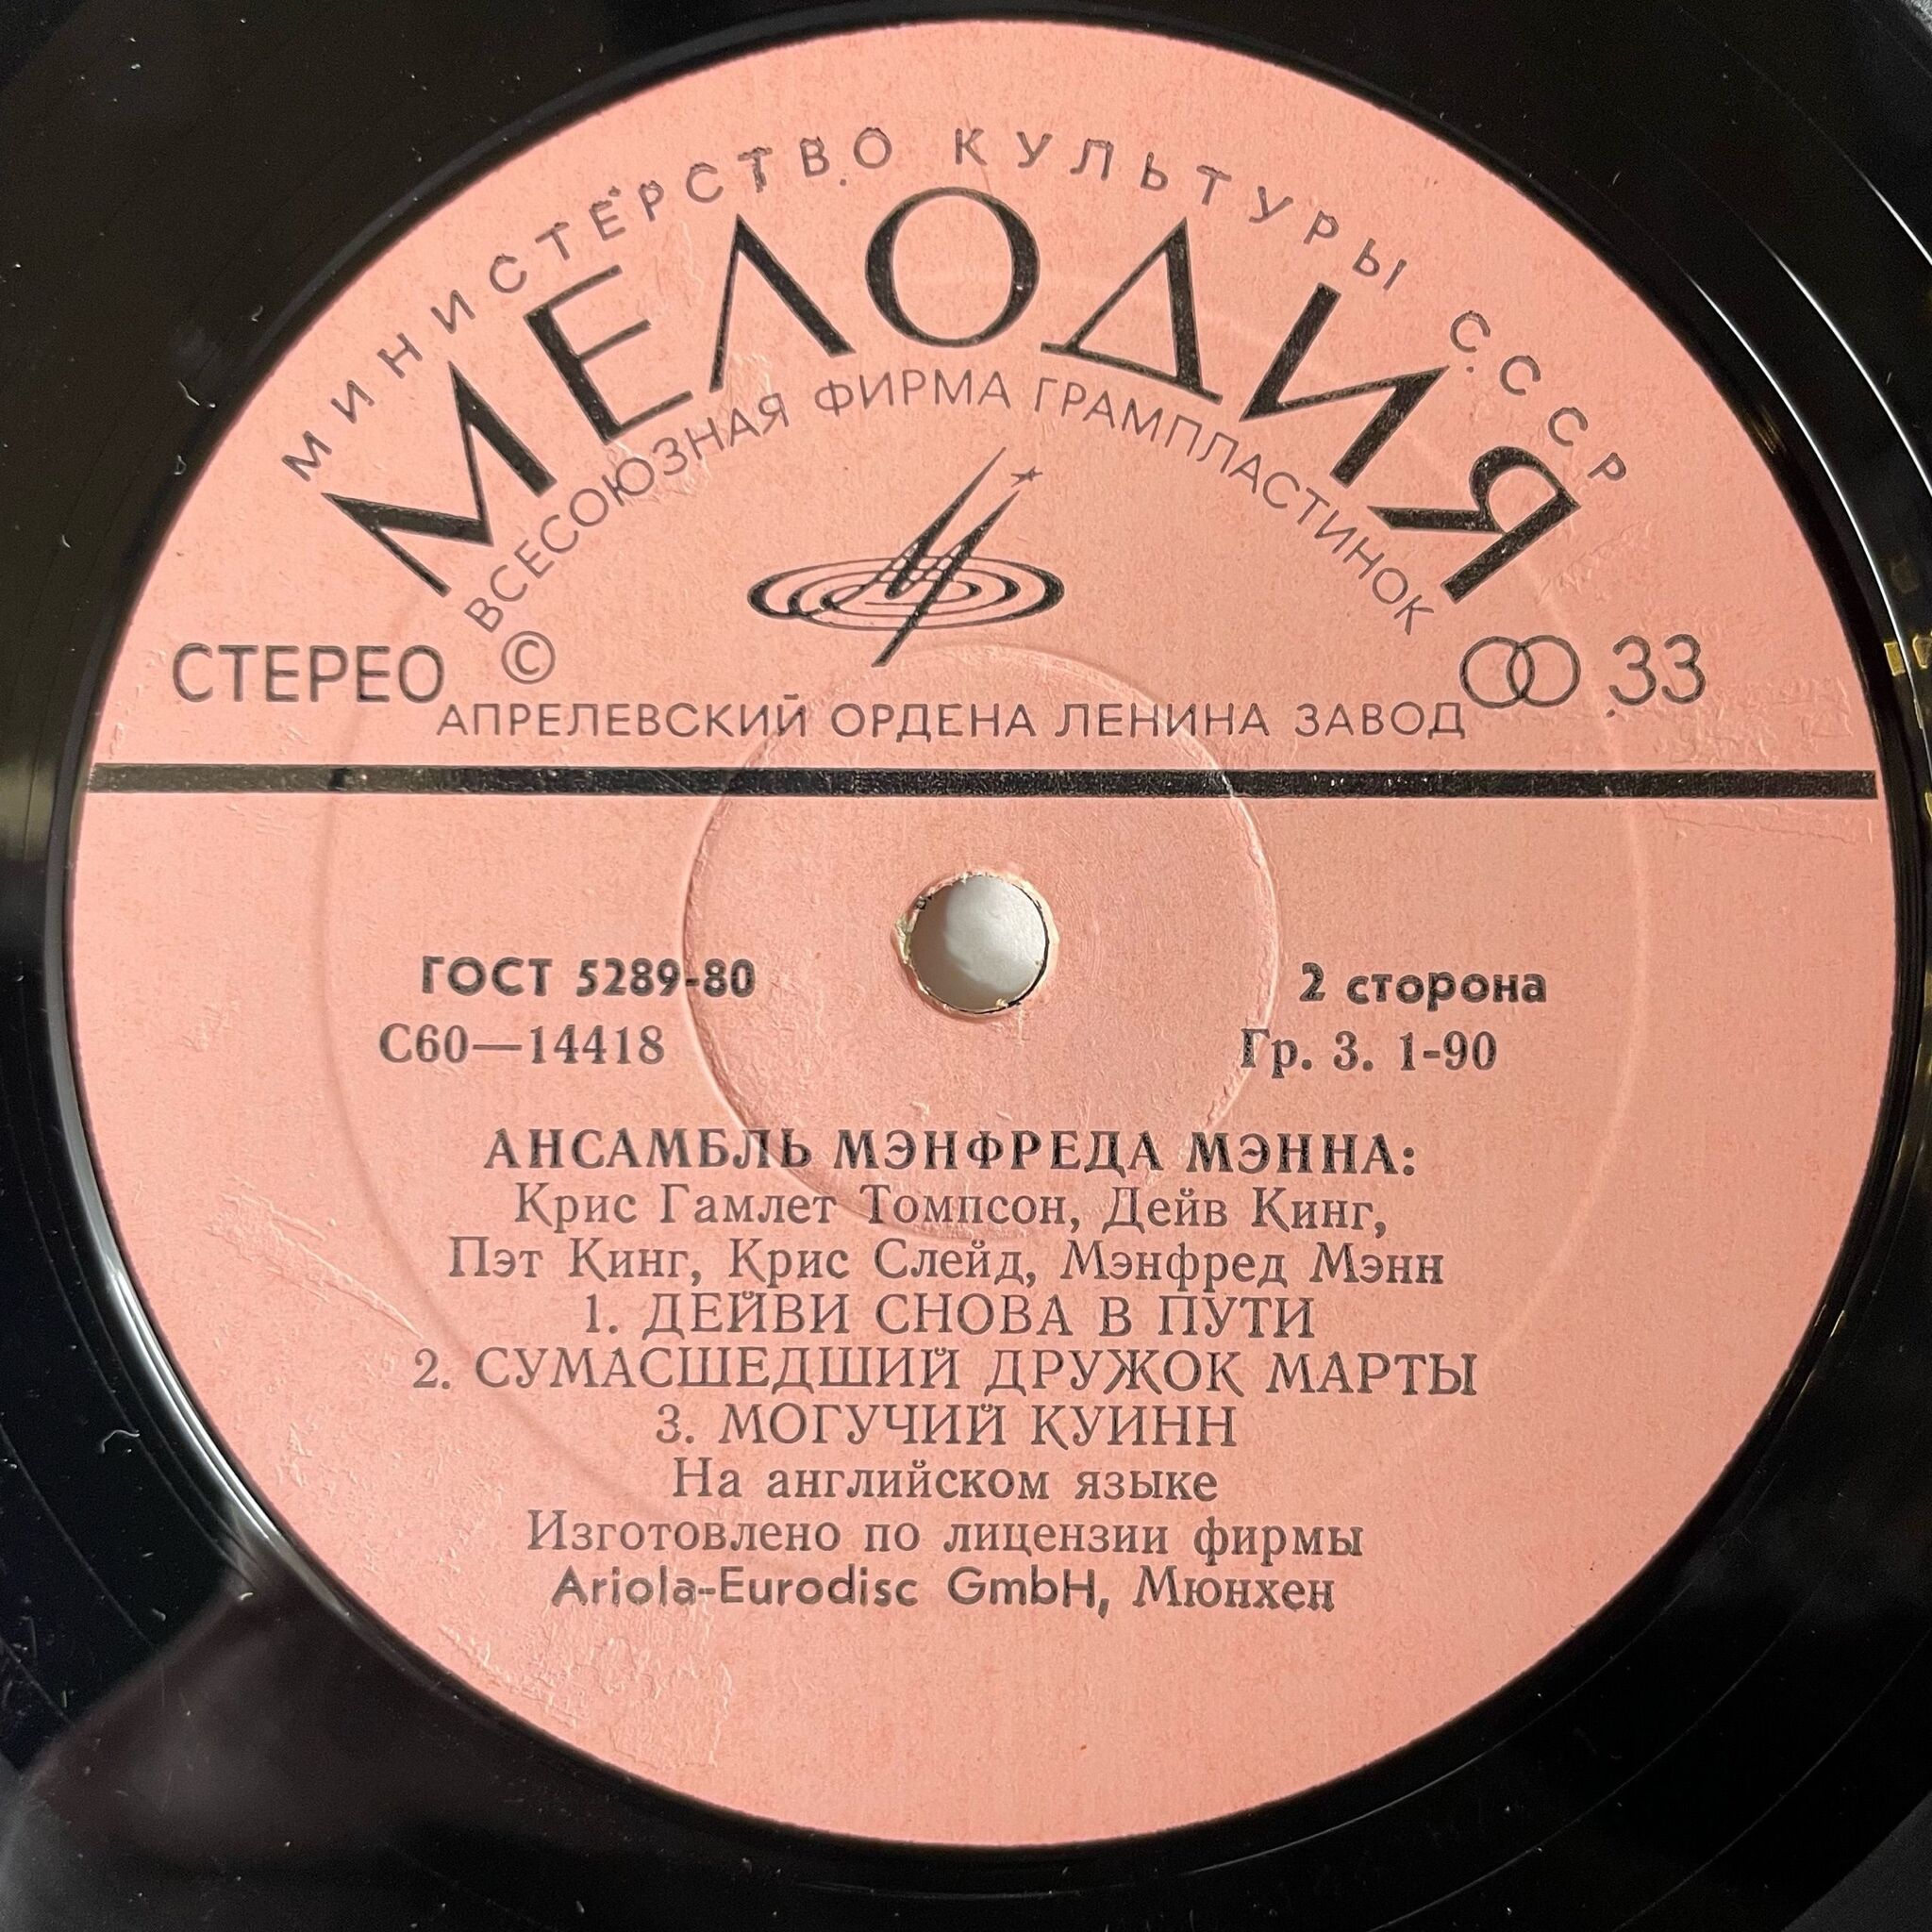 МИНИСТЕРСТВО КУЛЬТУРЫ СССР
МЕЛОДИЯ
ВСЕСОЮЗНАЯ ФИРМА ГРАМПЛАСТИНОК
СТЕРЕО © 33
АПРЕЛЕВСКИЙ ОРДЕНА ЛЕНИНА ЗАВОД
ГОСТ 5289-80 2 сторона
С60—14418 Гр. 3. 1-90
АНСАМБЛЬ МЭНФРЕДА МЭННА:
Крис Гамлет Томпсон, Дейв Кинг,
Пэт Кинг, Крис Слейд, Мэнфред Мэнн
1. ДЕЙВИ СНОВА В ПУТИ
2. СУМАСШЕДШИЙ ДРУЖОК МАРТЫ
3. МОГУЧИЙ КУИНН
На английском языке
Изготовлено по лицензии фирмы
Ariola-Eurodisc GmbH, Мюнхен